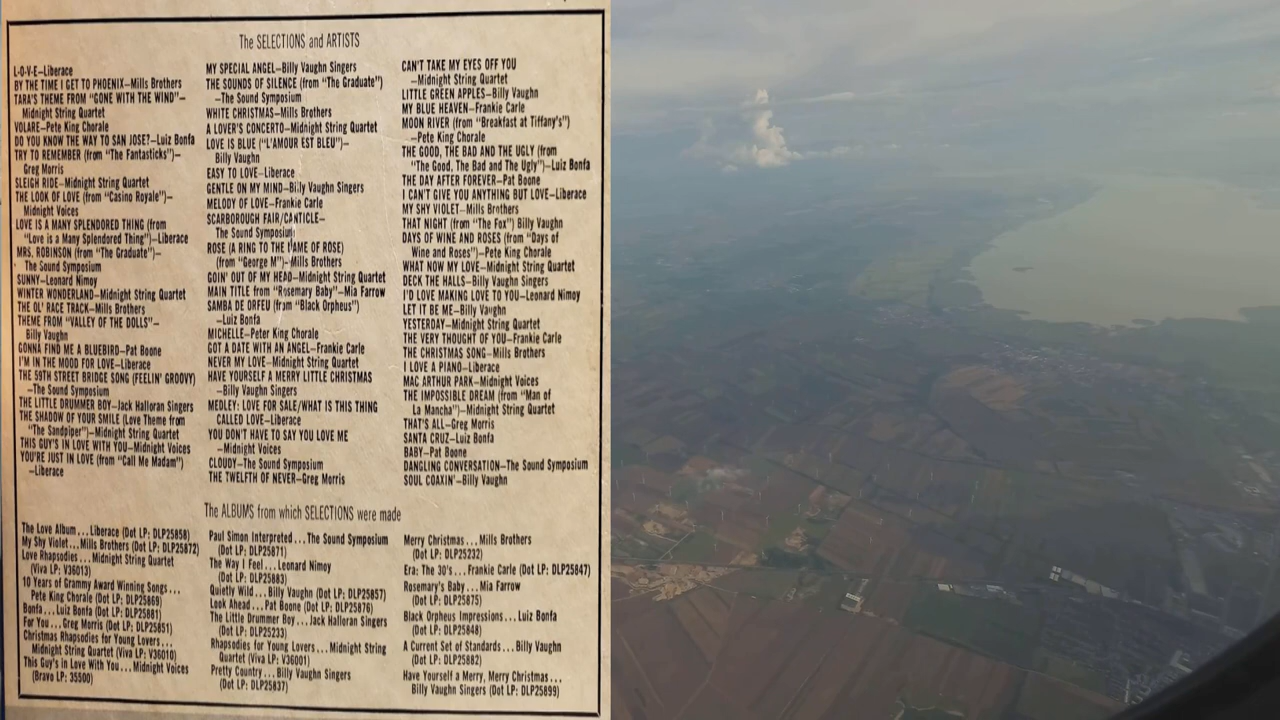 The SELECTIONS and ARTISTS
L-O-V-E—Liberace
BY THE TIME I GET TO PHOENIX—Mills Brothers
TARA'S THEME FROM "GONE WITH THE WIND"—
Midnight String Quartet
VOLARE—Pete King Chorale
DO YOU KNOW THE WAY TO SAN JOSE?—Luiz Bonfa
TRY TO REMEMBER (from "The Fantasticks")—
Greg Morris
SLEIGH RIDE—Midnight String Quartet
THE LOOK OF LOVE (from "Casino Royale")—
Midnight Voices
LOVE IS A MANY SPLENDORED THING (from
"Love is a Many Splendored Thing")—Liberace
MRS. ROBINSON (from "The Graduate")—
The Sound Symposium
SUNNY—Leonard Nimoy
WINTER WONDERLAND—Midnight String Quartet
THE OL' RACE TRACK—Mills Brothers
THEME FROM "VALLEY OF THE DOLLS"—
Billy Vaughn
GONNA FIND ME A BLUEBIRD—Pat Boone
I'M IN THE MOOD FOR LOVE—Liberace
THE 59TH STREET BRIDGE SONG (FEELIN' GROOVY)
—The Sound Symposium
THE LITTLE DRUMMER BOY—Jack Halloran Singers
THE SHADOW OF YOUR SMILE (Love Theme from
"The Sandpiper")—Midnight String Quartet
THIS GUY'S IN LOVE WITH YOU—Midnight Voices
YOU'RE JUST IN LOVE (from "Call Me Madam")
—Liberace
MY SPECIAL ANGEL—Billy Vaughn Singers
THE SOUNDS OF SILENCE (from "The Graduate")
—The Sound Symposium
WHITE CHRISTMAS—Mills Brothers
A LOVER'S CONCERTO—Midnight String Quartet
LOVE IS BLUE ("L'AMOUR EST BLEU")—
Billy Vaughn
EASY TO LOVE—Liberace
GENTLE ON MY MIND—Billy Vaughn Singers
MELODY OF LOVE—Frankie Carle
SCARBOROUGH FAIR/CANTICLE—
The Sound Symposium
ROSE (A RING TO THE NAME OF ROSE)
(from "George M")—Mills Brothers
GOIN' OUT OF MY HEAD—Midnight String Quartet
MAIN TITLE from "Rosemary Baby"—Mia Farrow
SAMBA DE ORFEU (from "Black Orpheus")
—Luiz Bonfa
MICHELLE—Peter King Chorale
GOT A DATE WITH AN ANGEL—Frankie Carle
NEVER MY LOVE—Midnight String Quartet
HAVE YOURSELF A MERRY LITTLE CHRISTMAS
—Billy Vaughn Singers
MEDLEY: LOVE FOR SALE/WHAT IS THIS THING
CALLED LOVE—Liberace
YOU DON'T HAVE TO SAY YOU LOVE ME
—Midnight Voices
CLOUDY—The Sound Symposium
THE TWELFTH OF NEVER—Greg Morris
CAN'T TAKE MY EYES OFF YOU
—Midnight String Quartet
LITTLE GREEN APPLES—Billy Vaughn
MY BLUE HEAVEN—Frankie Carle
MOON RIVER (from "Breakfast at Tiffany's")
—Pete King Chorale
THE GOOD, THE BAD AND THE UGLY (from
"The Good, The Bad and The Ugly")—Luiz Bonfa
THE DAY AFTER FOREVER—Pat Boone
I CAN'T GIVE YOU ANYTHING BUT LOVE—Liberace
MY SHY VIOLET—Mills Brothers
THAT NIGHT (from "The Fox") Billy Vaughn
DAYS OF WINE AND ROSES (from "Days of
Wine and Roses")—Pete King Chorale
WHAT NOW MY LOVE—Midnight String Quartet
DECK THE HALLS—Billy Vaughn Singers
I'D LOVE MAKING LOVE TO YOU—Leonard Nimoy
LET IT BE ME—Billy Vaughn
YESTERDAY—Midnight String Quartet
THE VERY THOUGHT OF YOU—Frankie Carle
THE CHRISTMAS SONG—Mills Brothers
I LOVE A PIANO—Liberace
MAC ARTHUR PARK—Midnight Voices
THE IMPOSSIBLE DREAM (from "Man of
La Mancha")—Midnight String Quartet
THAT'S ALL—Greg Morris
SANTA CRUZ—Luiz Bonfa
BABY—Pat Boone
DANGLING CONVERSATION—The Sound Symposium
SOUL COAXIN'—Billy Vaughn
The ALBUMS from which SELECTIONS were made
The Love Album...Liberace (Dot LP: DLP25858)
My Shy Violet...Mills Brothers (Dot LP: DLP25872)
Love Rhapsodies...Midnight String Quartet
(Viva LP: V36013)
10 Years of Grammy Award Winning Songs...
Pete King Chorale (Dot LP: DLP25869)
Bonfa...Luiz Bonfa (Dot LP: DLP25881)
For You...Greg Morris (Dot LP: DLP25851)
Christmas Rhapsodies for Young Lovers...
Midnight String Quartet (Viva LP: V36010)
This Guy's in Love With You...Midnight Voices
(Bravo LP: 35500)
Paul Simon Interpreted...The Sound Symposium
(Dot LP: DLP25871)
The Way I Feel...Leonard Nimoy
(Dot LP: DLP25883)
Quietly Wild...Billy Vaughn (Dot LP: DLP25857)
Look Ahead...Pat Boone (Dot LP: DLP25876)
The Little Drummer Boy...Jack Halloran Singers
(Dot LP: DLP25233)
Rhapsodies for Young Lovers...Midnight String
Quartet (Viva LP: V36001)
Pretty Country...Billy Vaughn Singers
(Dot LP: DLP25837)
Merry Christmas...Mills Brothers
(Dot LP: DLP25232)
Era: The 30's...Frankie Carle (Dot LP: DLP25847)
Rosemary's Baby...Mia Farrow
(Dot LP: DLP25875)
Black Orpheus Impressions...Luiz Bonfa
(Dot LP: DLP25848)
A Current Set of Standards...Billy Vaughn
(Dot LP: DLP25882)
Have Yourself a Merry, Merry Christmas...
Billy Vaughn Singers (Dot LP: DLP25899)